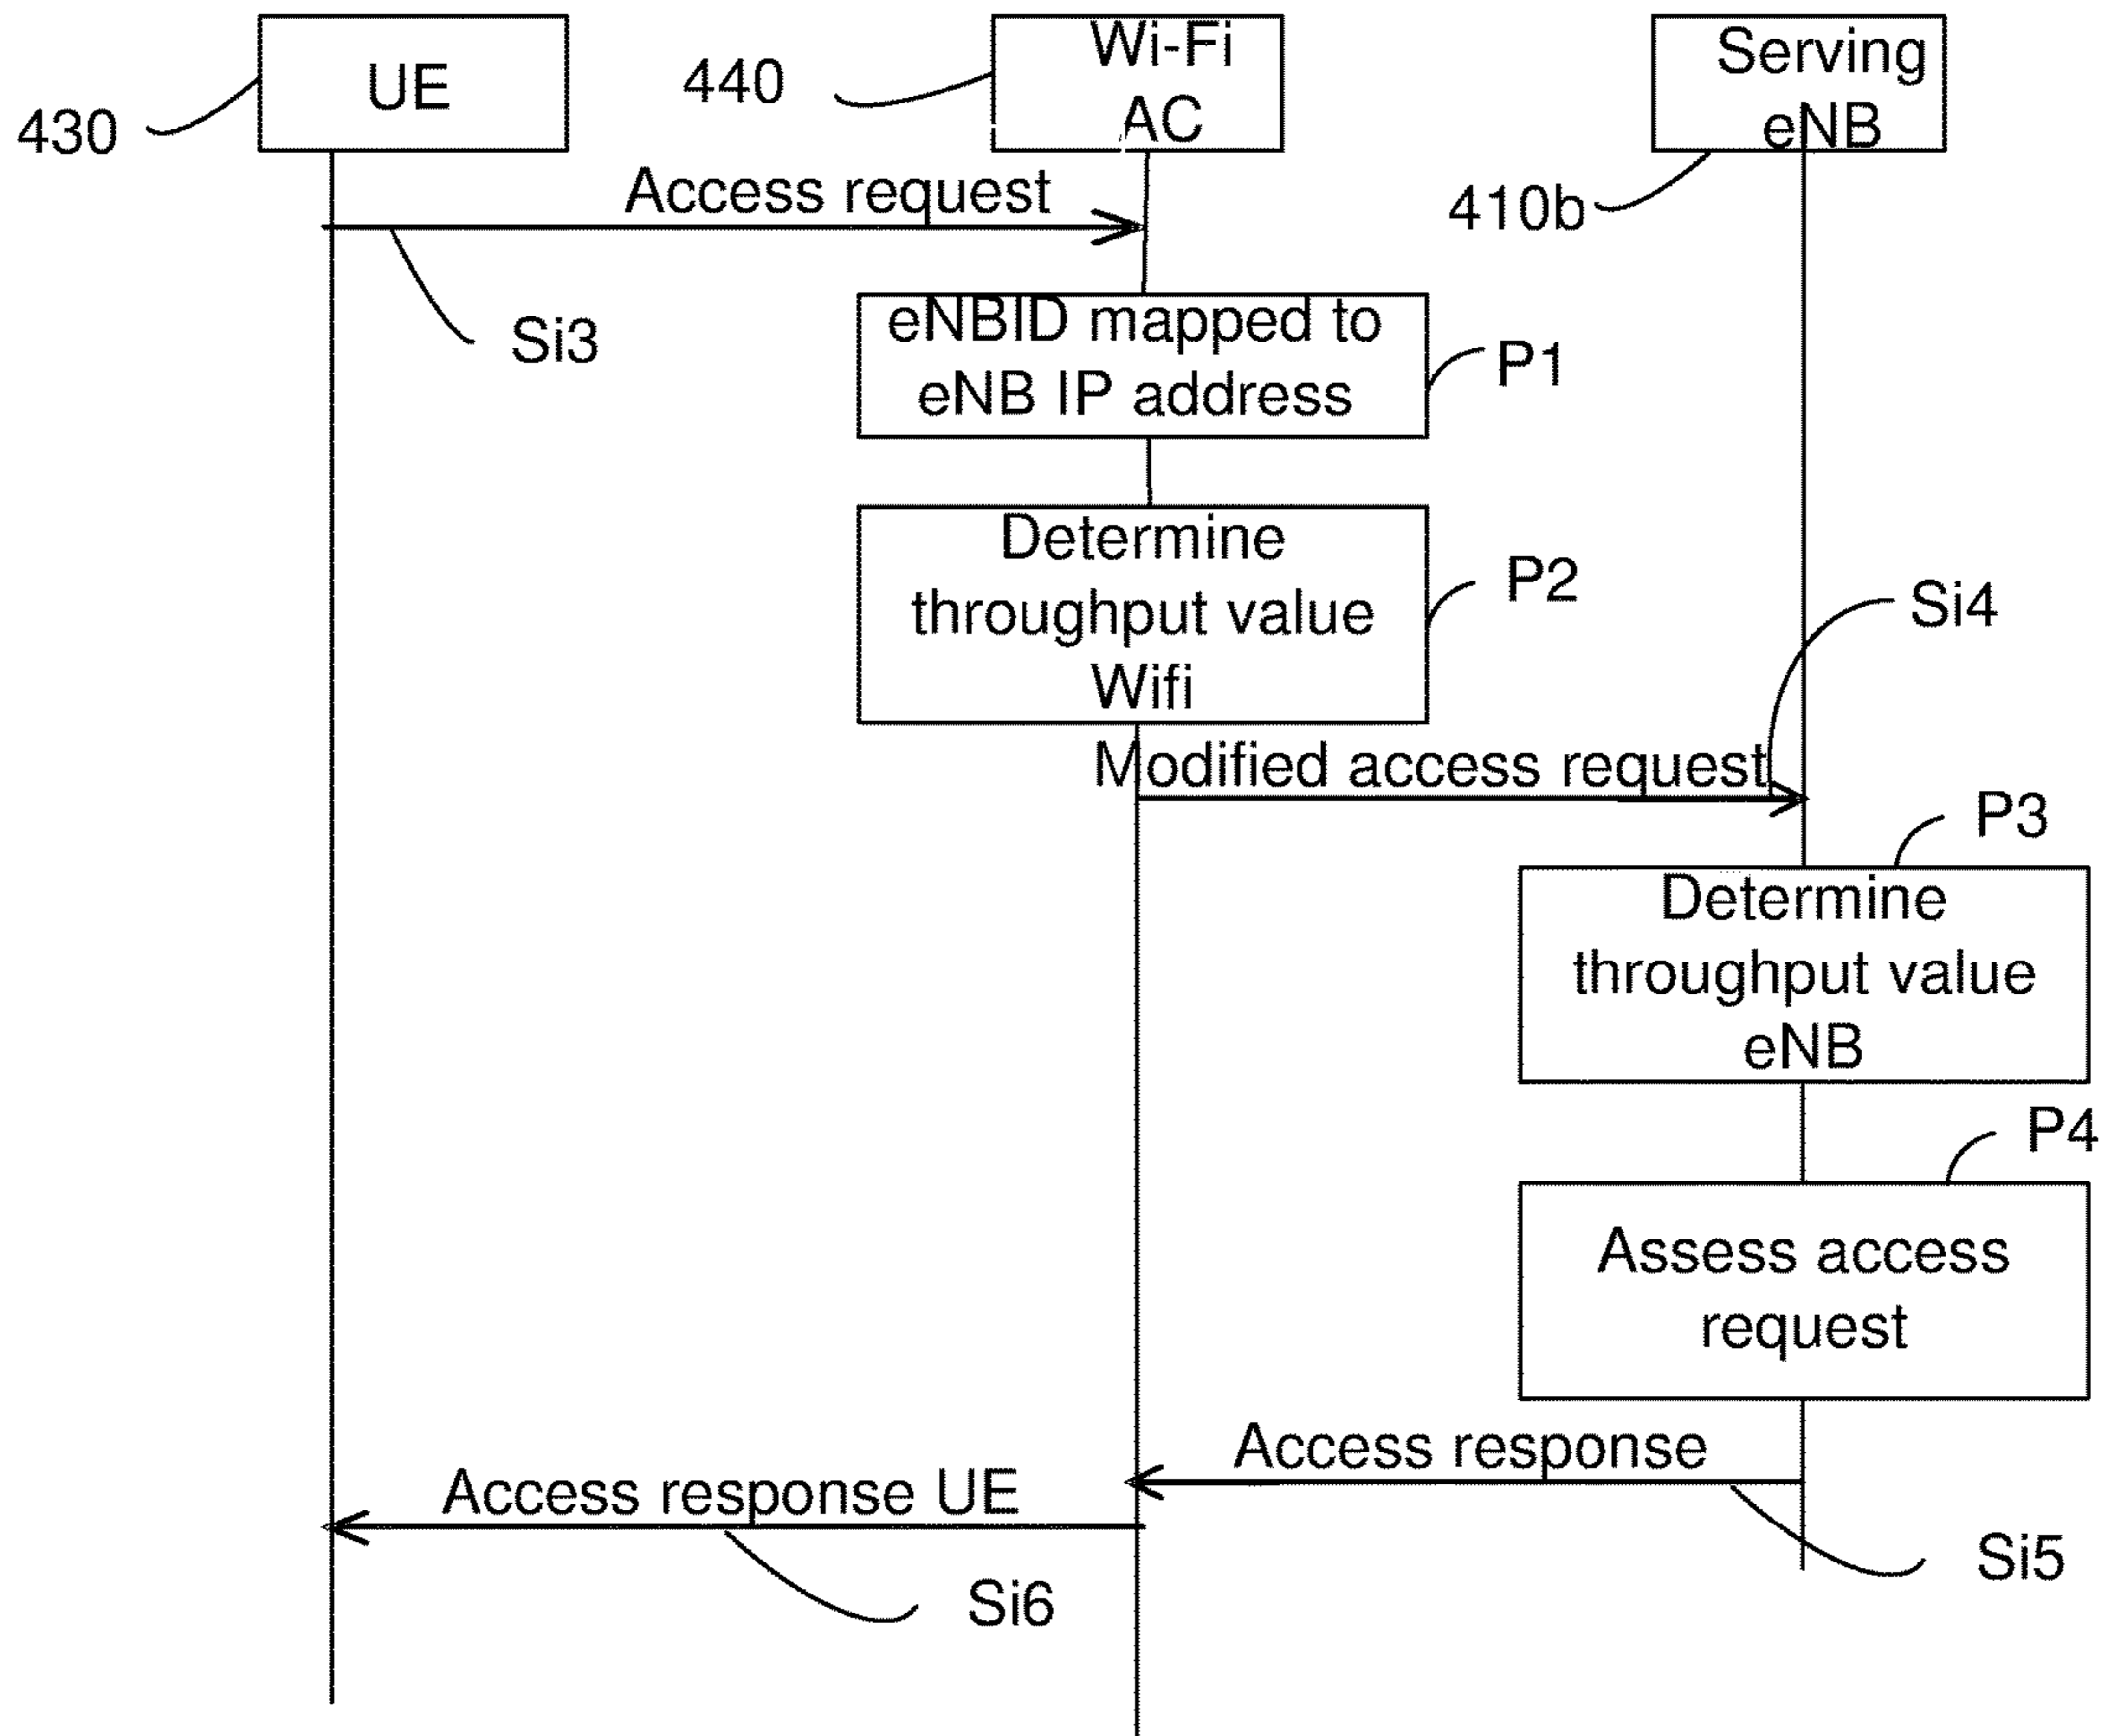 UE
Wi-Fi
AC
Serving
eNB
430
440
410b
Access request
Si3
eNBID mapped to
eNB IP address
P1
Determine
throughput value
Wifi
P2
Si4
Modified access request
P3
Determine
throughput value
eNB
P4
Assess access
request
Access response
Access response UE
Si5
Si6